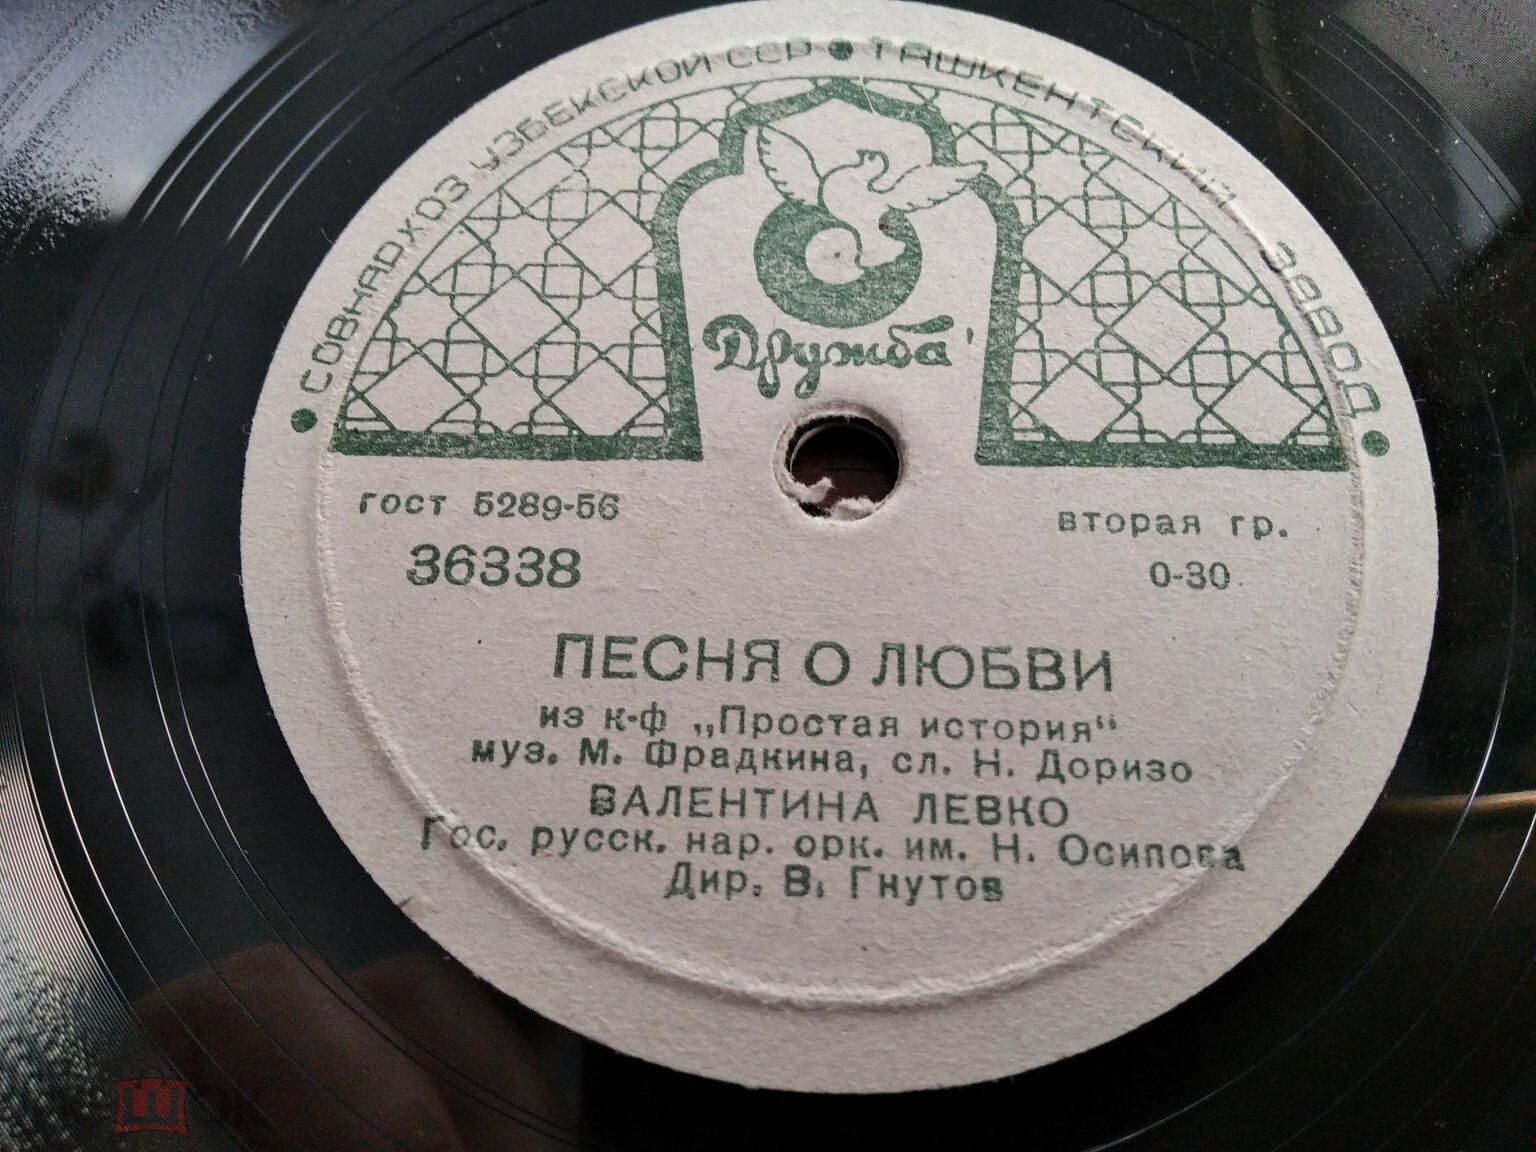 • СОВНАРХОЗ УЗБЕКСКОЙ ССР • ТАШКЕНТСКИЙ ЗАВОД •
Дружба
гост 5289-56
вторая гр.
36338
0-30
ПЕСНЯ О ЛЮБВИ
из к-ф „Простая история“
муз. М. Фрадкина, сл. Н. Доризо
ВАЛЕНТИНА ЛЕВКО
Гос. русск. нар. орк. им. Н. Осипова
Дир. В. Гнутов